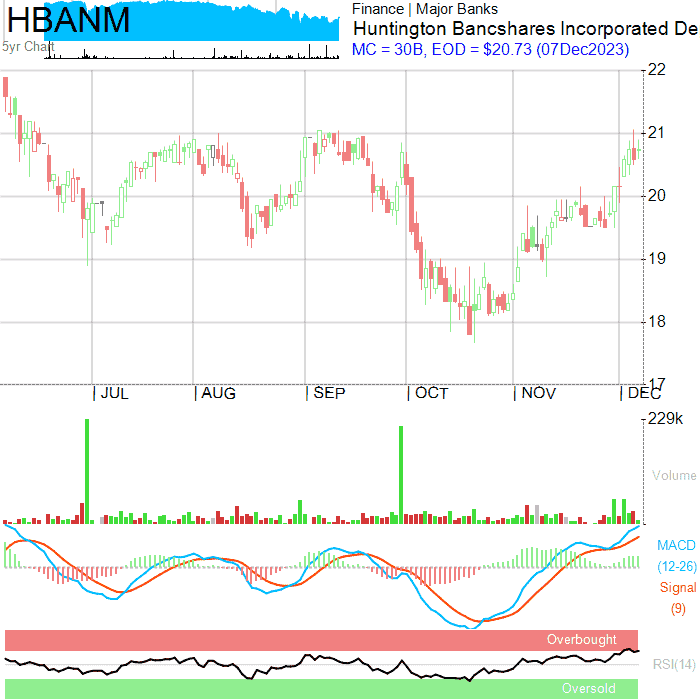 HBANM
5yr Chart
Finance | Major Banks
Huntington Bancshares Incorporated De
MC = 30B, EOD = $20.73 (07Dec2023)
22
21
20
19
18
17
JUL
AUG
SEP
OCT
NOV
DEC
229k
Volume
MACD
(12-26)
Signal
(9)
Overbought
RSI(14)
Oversold